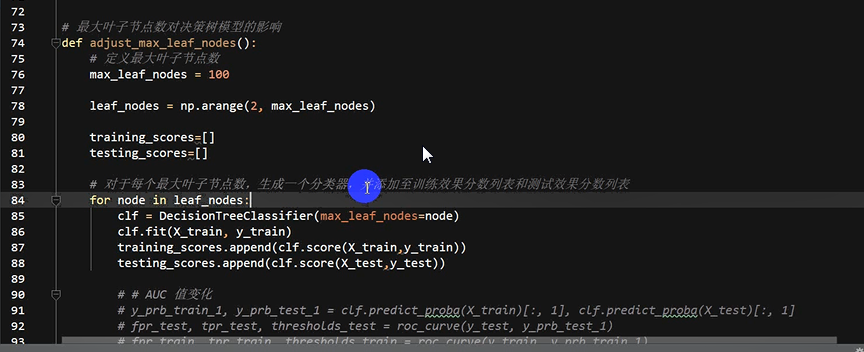 72
73 # 最大叶子节点数对决策树模型的影响
74 def adjust_max_leaf_nodes():
75 # 定义最大叶子节点数
76 max_leaf_nodes = 100
77
78 leaf_nodes = np.arange(2, max_leaf_nodes)
79
80 training_scores=[]
81 testing_scores=[]
82
83 # 对于每个最大叶子节点数，生成一个分类器，并添加至训练效果分数列表和测试效果分数列表
84 for node in leaf_nodes:
85 clf = DecisionTreeClassifier(max_leaf_nodes=node)
86 clf.fit(X_train, y_train)
87 training_scores.append(clf.score(X_train,y_train))
88 testing_scores.append(clf.score(X_test,y_test))
89
90 # # AUC 值变化
91 # y_prb_train_1, y_prb_test_1 = clf.predict_proba(X_train)[:, 1], clf.predict_proba(X_test)[:, 1]
92 # fpr_test, tpr_test, thresholds_test = roc_curve(y_test, y_prb_test_1)
93 # fpr_train, tpr_train, thresholds_train = roc_curve(y_train, y_prb_train_1)